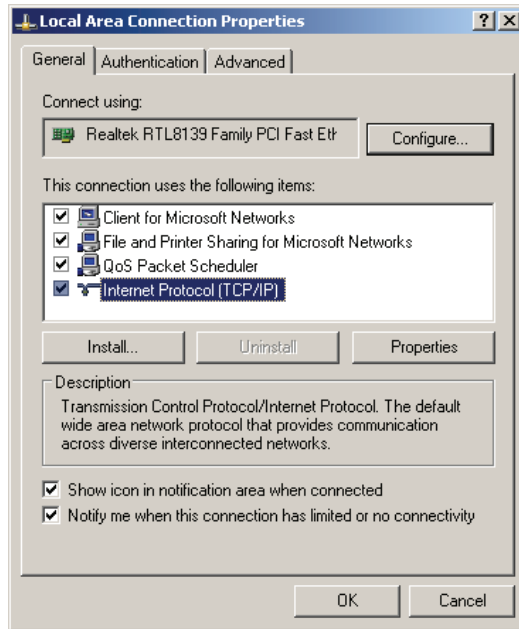 Local Area Connection Properties
General Authentication Advanced
Connect using:
Realtek RTL8139 Family PCI Fast Eth
Configure...
This connection uses the following items:
Client for Microsoft Networks
File and Printer Sharing for Microsoft Networks
QoS Packet Scheduler
Internet Protocol (TCP/IP)
Install... Uninstall Properties
Description
Transmission Control Protocol/Internet Protocol. The default
wide area network protocol that provides communication
across diverse interconnected networks.
Show icon in notification area when connected
Notify me when this connection has limited or no connectivity
OK Cancel